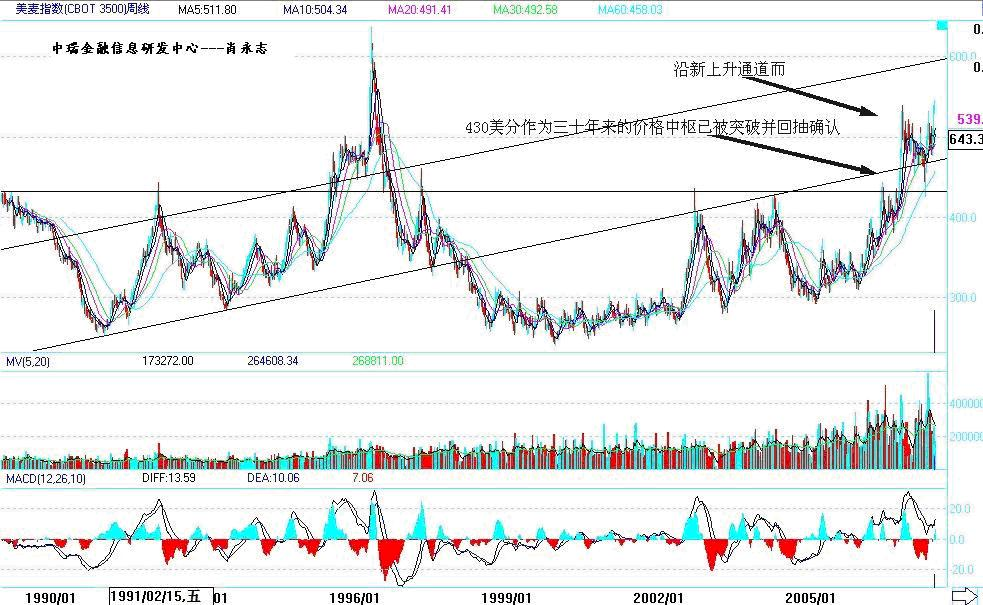 美麦指数(CBOT 3500)周线 MA5:511.80 MA10:504.34 MA20:491.41 MA30:492.58 MA60:458.03
0.
中瑞金融信息研发中心---肖永志
600.0
沿新上升通道而
0.
430美分作为三十年来的价格中枢已被突破并回抽确认
539.
643.3
400.0
300.0
MV(5,20) 173272.00 264608.34 268811.00
400000
200000
MACD(12,26,10) DIFF:13.59 DEA:10.06 7.06
20.0
0.0
-20.0
1990/01 1991/02/15,五 01 1996/01 1999/01 2002/01 2005/01